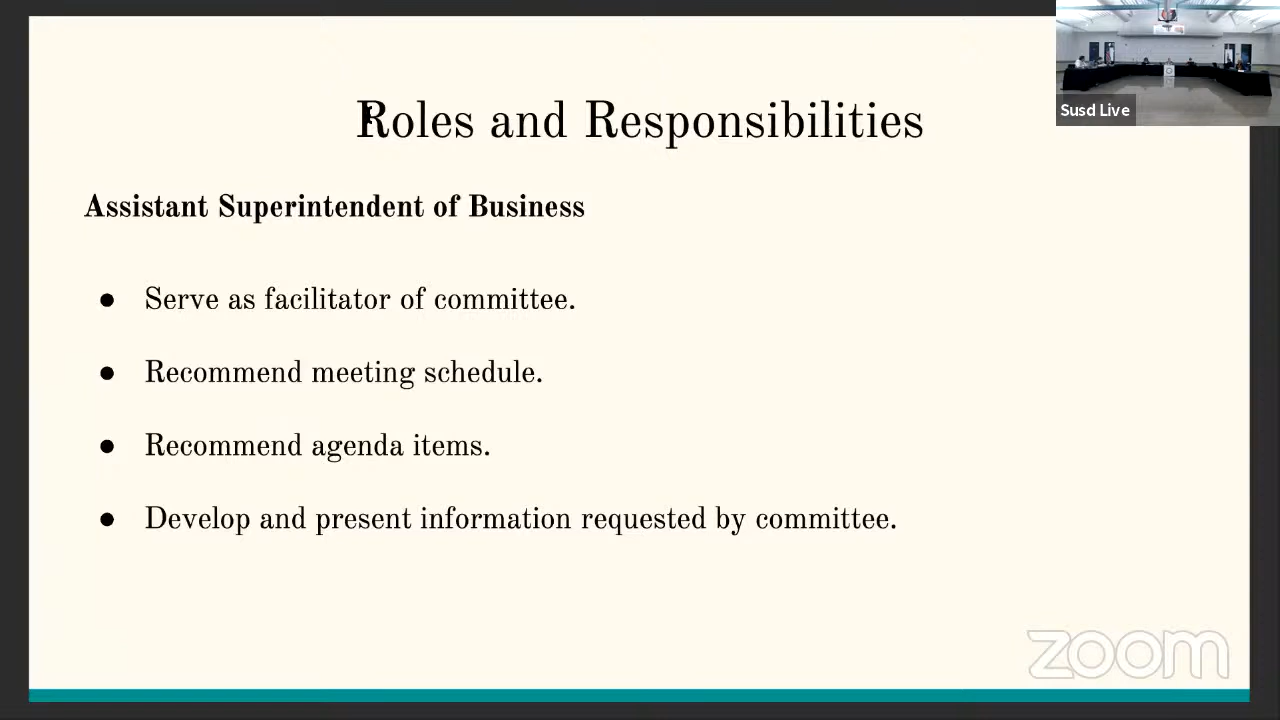 Roles and Responsibilities
Susd Live
Assistant Superintendent of Business
● Serve as facilitator of committee.
● Recommend meeting schedule.
● Recommend agenda items.
● Develop and present information requested by committee.
zoom